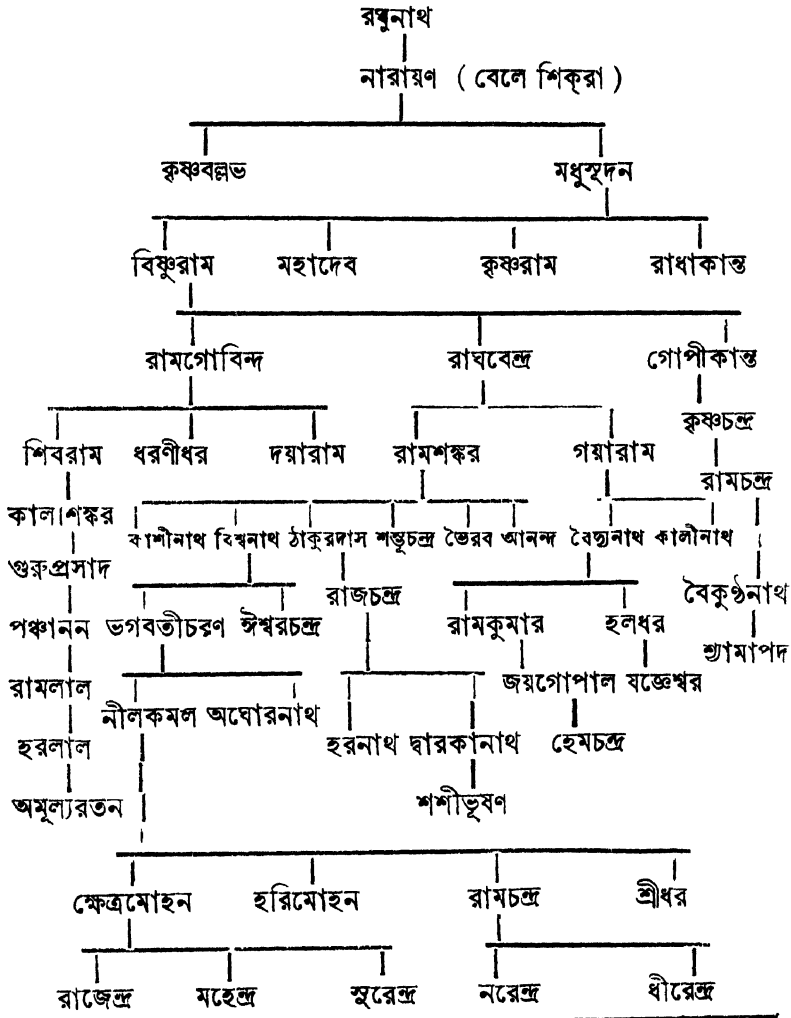 রঘুনাথ
নারায়ণ ( বেলে শিক্‌রা )
কৃষ্ণবল্লভ মধুসূদন
বিষ্ণুরাম মহাদেব কৃষ্ণরাম রাধাকান্ত
রামগোবিন্দ রাঘবেন্দ্র গোপীকান্ত
কৃষ্ণচন্দ্র
শিবরাম ধরণীধর দয়ারাম রামশঙ্কর গয়ারাম
রামচন্দ্র
কালীশঙ্কর
কাশীনাথ বিশ্বনাথ ঠাকুরদাস শম্ভূচন্দ্র ভৈরব আনন্দ বৈদ্যনাথ কালীনাথ
গুরুপ্রসাদ
রাজচন্দ্র বৈকুণ্ঠনাথ
পঞ্চানন ভগবতীচরণ ঈশ্বরচন্দ্র রামকুমার হলধর
শ্যামাপদ
রামলাল জয়গোপাল যজ্ঞেশ্বর
নীলকমল অঘোরনাথ
হরলাল হরনাথ দ্বারকানাথ হেমচন্দ্র
অমূল্যরতন শশীভূষণ
ক্ষেত্রমোহন হরিমোহন রামচন্দ্র শ্রীধর
রাজেন্দ্র মহেন্দ্র সুরেন্দ্র নরেন্দ্র ধীরেন্দ্র